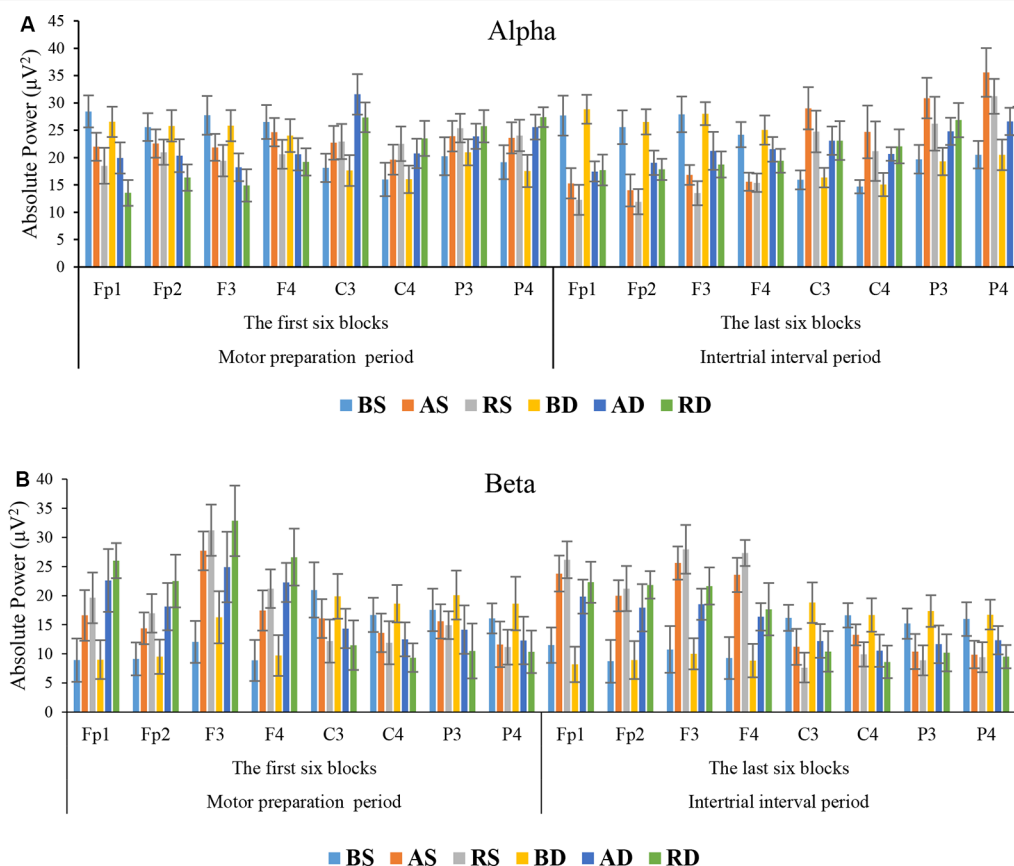 A
Alpha
Absolute Power (µV²)
45
40
35
30
25
20
15
10
5
0
Fp1 Fp2 F3 F4 C3 C4 P3 P4 Fp1 Fp2 F3 F4 C3 C4 P3 P4
The first six blocks The last six blocks
Motor preparation period Intertrial interval period
BS AS RS BD AD RD
B
Beta
Absolute Power (µV²)
40
35
30
25
20
15
10
5
0
Fp1 Fp2 F3 F4 C3 C4 P3 P4 Fp1 Fp2 F3 F4 C3 C4 P3 P4
The first six blocks The last six blocks
Motor preparation period Intertrial interval period
BS AS RS BD AD RD